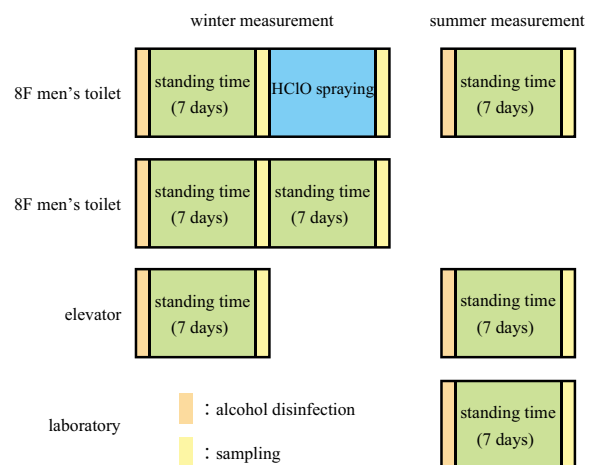 winter measurement
summer measurement
8F men's toilet
standing time
(7 days)
HClO spraying
standing time
(7 days)
8F men's toilet
standing time
(7 days)
standing time
(7 days)
elevator
standing time
(7 days)
standing time
(7 days)
laboratory
: alcohol disinfection
: sampling
standing time
(7 days)